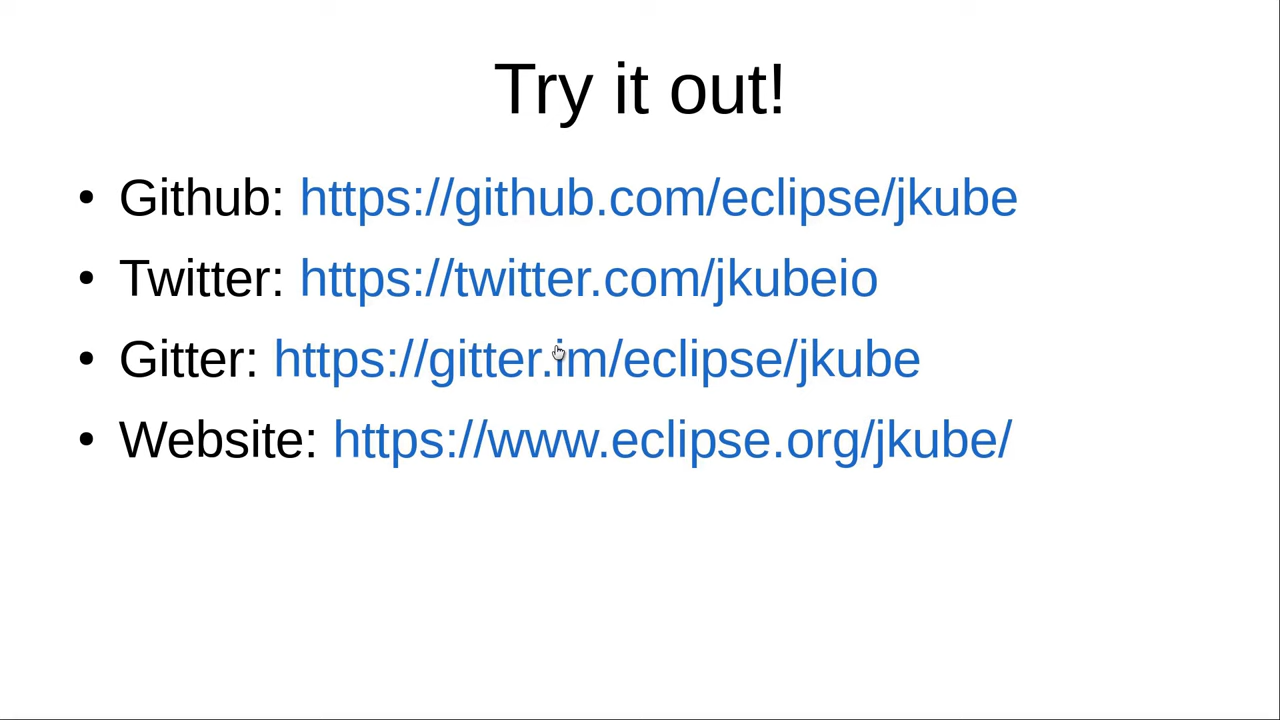 Try it out!
• Github: https://github.com/eclipse/jkube
• Twitter: https://twitter.com/jkubeio
• Gitter: https://gitter.im/eclipse/jkube
• Website: https://www.eclipse.org/jkube/